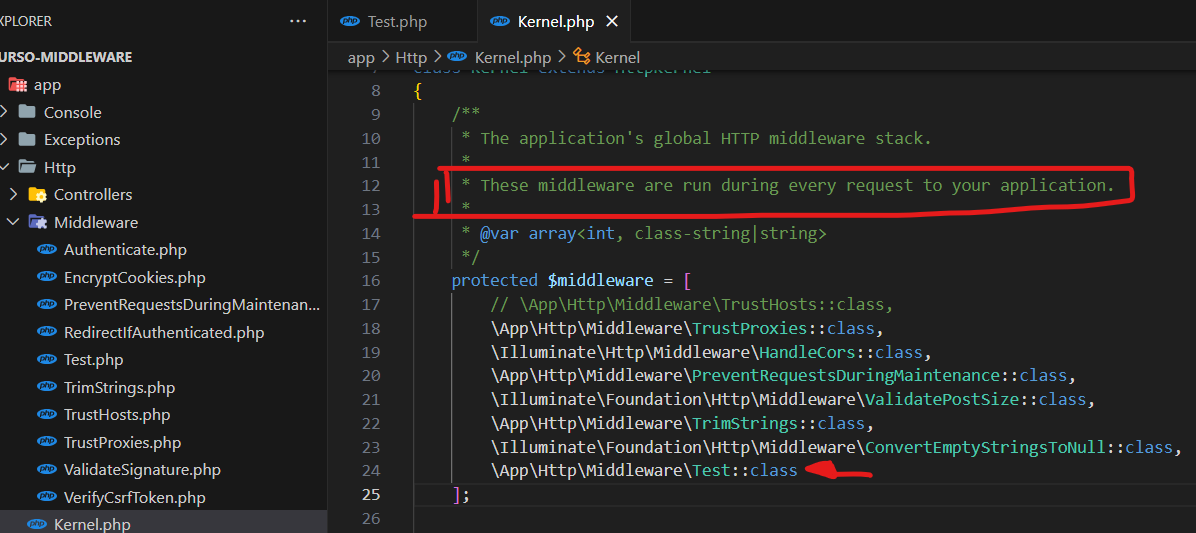 XPLORER
...
Test.php
Kernel.php
URSO-MIDDLEWARE
app
Console
Exceptions
Http
Controllers
Middleware
Authenticate.php
EncryptCookies.php
PreventRequestsDuringMaintenan...
RedirectIfAuthenticated.php
Test.php
TrimStrings.php
TrustHosts.php
TrustProxies.php
ValidateSignature.php
VerifyCsrfToken.php
Kernel.php
app > Http > Kernel.php > Kernel
7 class Kernel extends HttpKernel
8 {
9 /**
10 * The application's global HTTP middleware stack.
11 *
12 * These middleware are run during every request to your application.
13 *
14 * @var array<int, class-string|string>
15 */
16 protected $middleware = [
17 // \App\Http\Middleware\TrustHosts::class,
18 \App\Http\Middleware\TrustProxies::class,
19 \Illuminate\Http\Middleware\HandleCors::class,
20 \App\Http\Middleware\PreventRequestsDuringMaintenance::class,
21 \Illuminate\Foundation\Http\Middleware\ValidatePostSize::class,
22 \App\Http\Middleware\TrimStrings::class,
23 \Illuminate\Foundation\Http\Middleware\ConvertEmptyStringsToNull::class,
24 \App\Http\Middleware\Test::class
25 ];
26